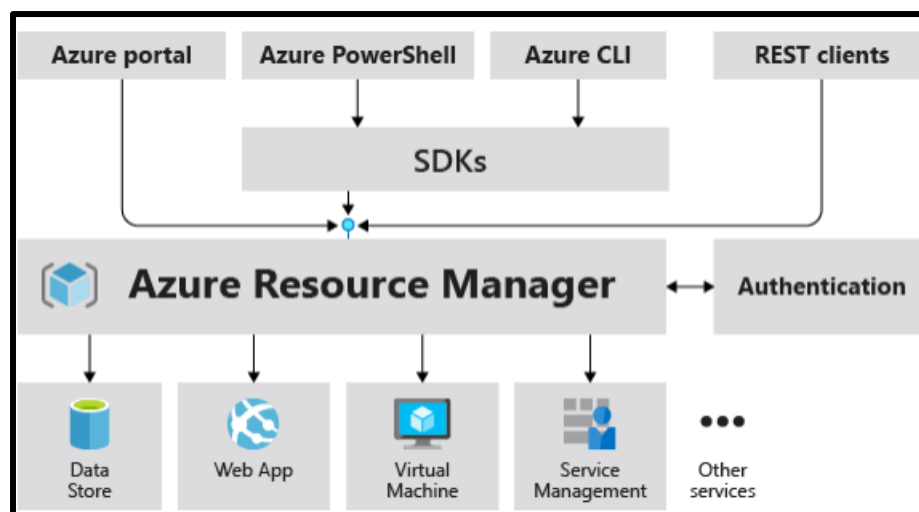 Azure portal
Azure PowerShell
Azure CLI
REST clients
SDKs
Azure Resource Manager
Authentication
Data
Store
Web App
Virtual
Machine
Service
Management
Other
services